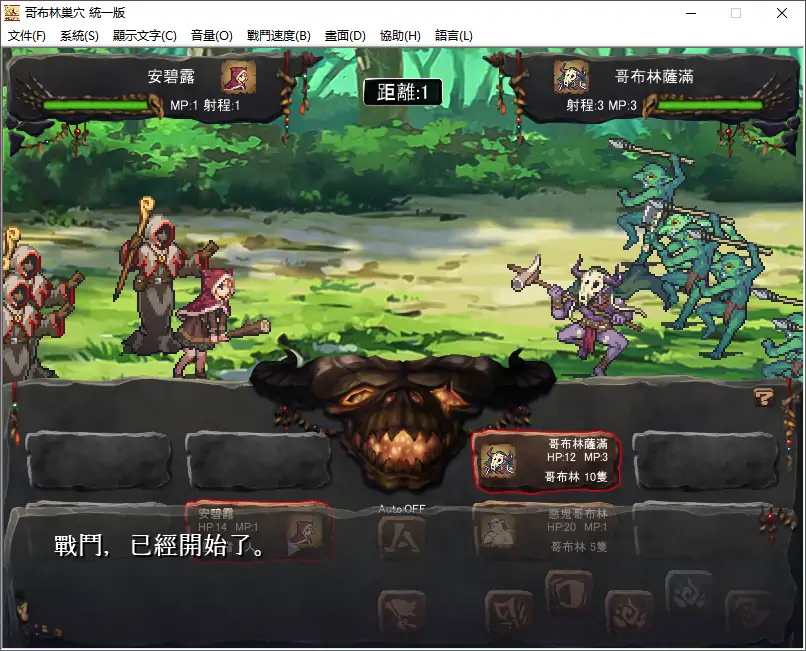 哥布林巢穴 統一版
文件(F) 系統(S) 顯示文字(C) 音量(O) 戰鬥速度(B) 畫面(D) 協助(H) 語言(L)
安碧露
MP:1 射程:1
距離:1
哥布林薩滿
射程:3 MP:3
?
哥布林薩滿
HP:12 MP:3
哥布林 10隻
安碧露
HP:14 MP:1
人
Auto:OFF
惡鬼哥布林
HP:20 MP:1
哥布林 5隻
戰鬥，已經開始了。